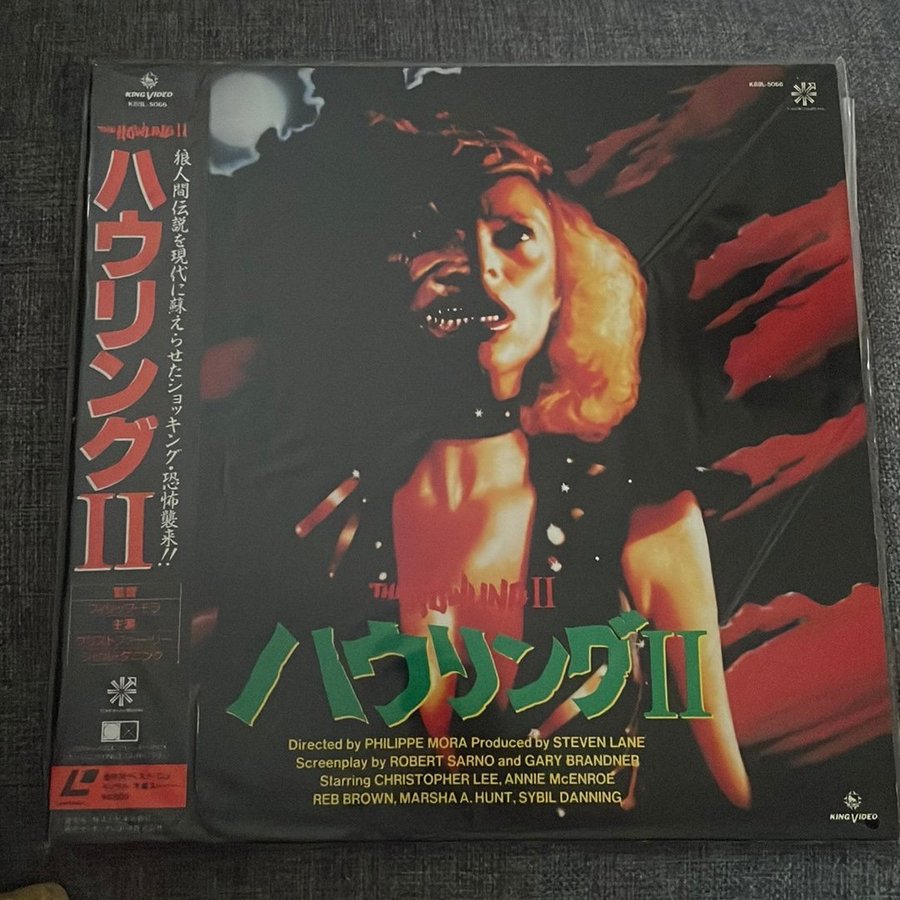 KING VIDEO
K88L-5066
THE HOWLING II
ハウリングII
狼人間伝説を現代に蘇えらせたショッキング・恐怖襲来!!
監督
フィリップ・モラ
主演
クリストファー・リー
シビル・ダニング
K88L-5066
THE HOWLING II
ハウリングII
Directed by PHILIPPE MORA Produced by STEVEN LANE
Screenplay by ROBERT SARNO and GARY BRANDNER
Starring CHRISTOPHER LEE, ANNIE McENROE
REB BROWN, MARSHA A. HUNT, SYBIL DANNING
KING VIDEO